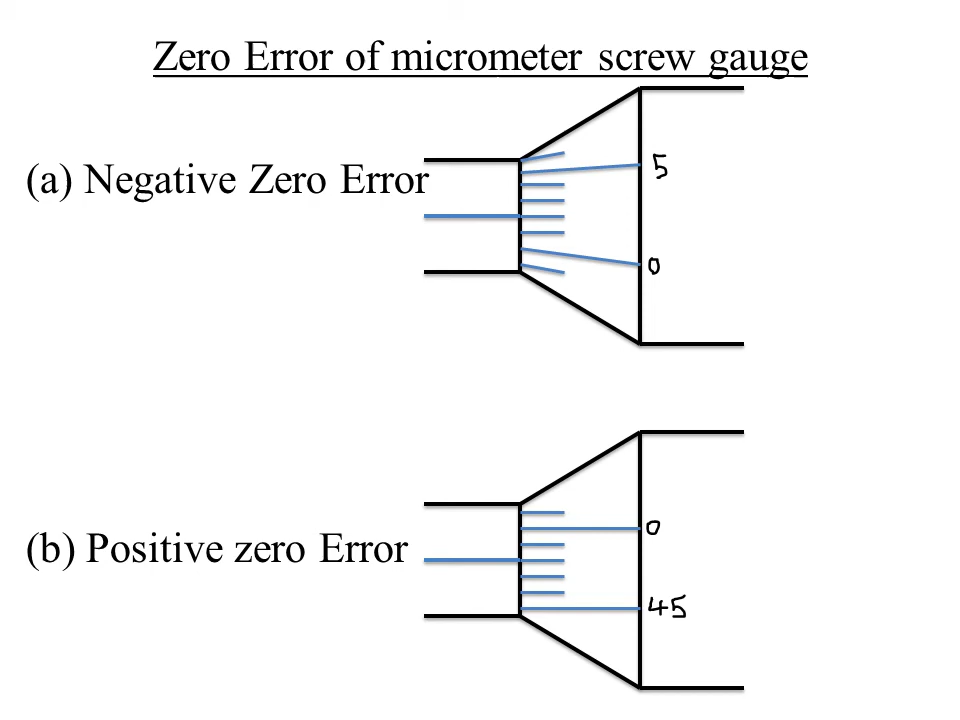 Zero Error of micrometer screw gauge
(a) Negative Zero Error
5
0
(b) Positive zero Error
0
45